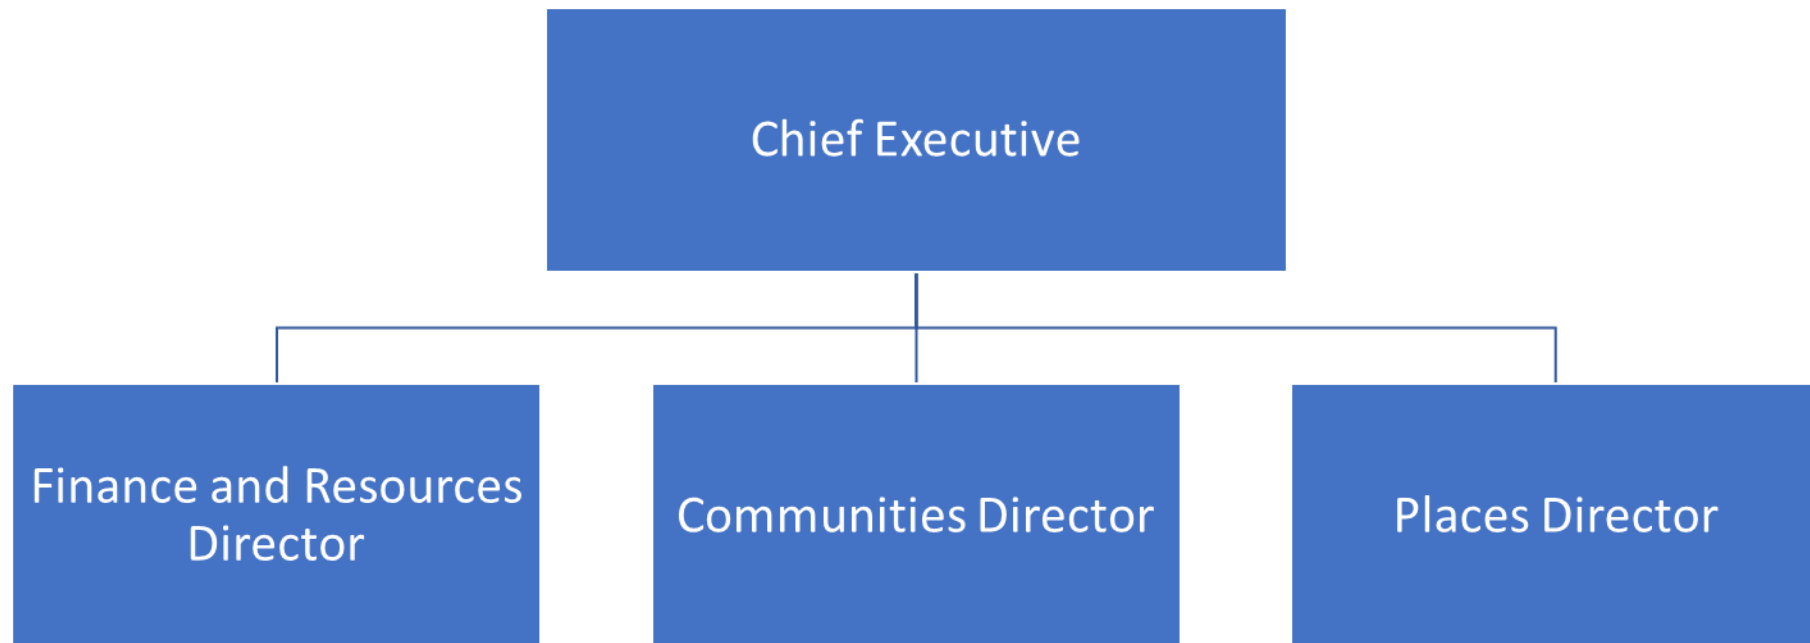 Chief Executive
Finance and Resources
Director
Communities Director
Places Director